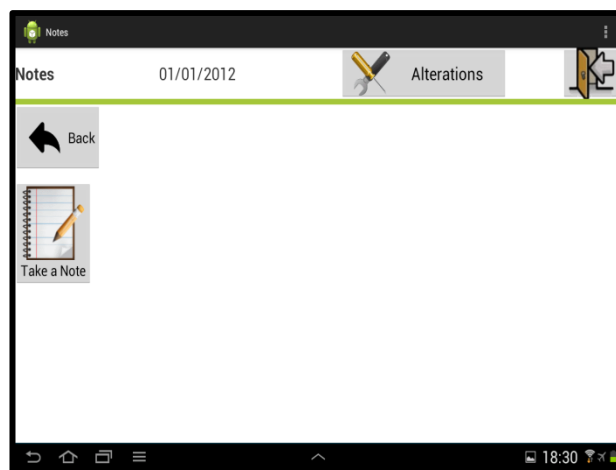 Notes
Notes 01/01/2012 Alterations
Back
Take a Note
18:30